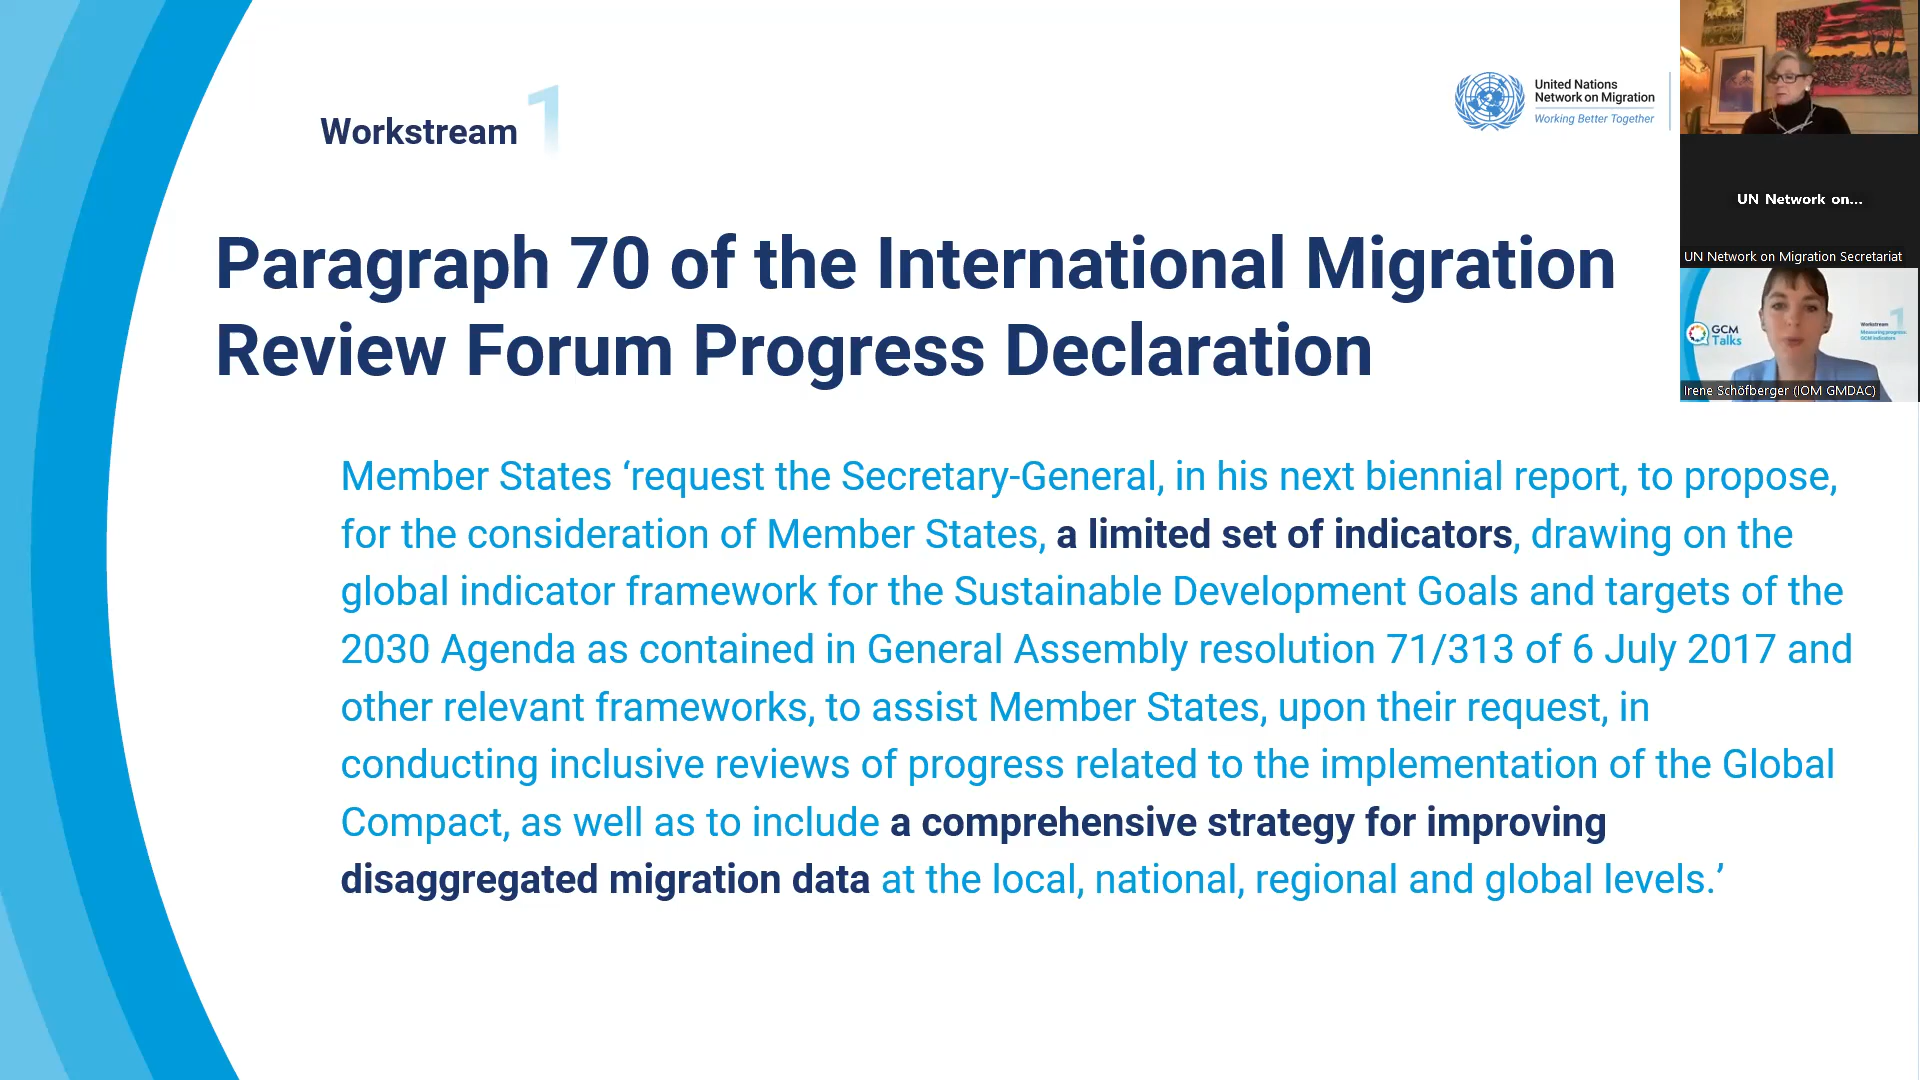 Workstream 1
United Nations
Network on Migration
Working Better Together
Paragraph 70 of the International Migration
Review Forum Progress Declaration
Member States ‘request the Secretary-General, in his next biennial report, to propose,
for the consideration of Member States, a limited set of indicators, drawing on the
global indicator framework for the Sustainable Development Goals and targets of the
2030 Agenda as contained in General Assembly resolution 71/313 of 6 July 2017 and
other relevant frameworks, to assist Member States, upon their request, in
conducting inclusive reviews of progress related to the implementation of the Global
Compact, as well as to include a comprehensive strategy for improving
disaggregated migration data at the local, national, regional and global levels.’
UN Network on...
UN Network on Migration Secretariat
GCM
Talks
Workstream 1
Measuring progress:
GCM indicators
Irene Schöfberger (IOM GMDAC)